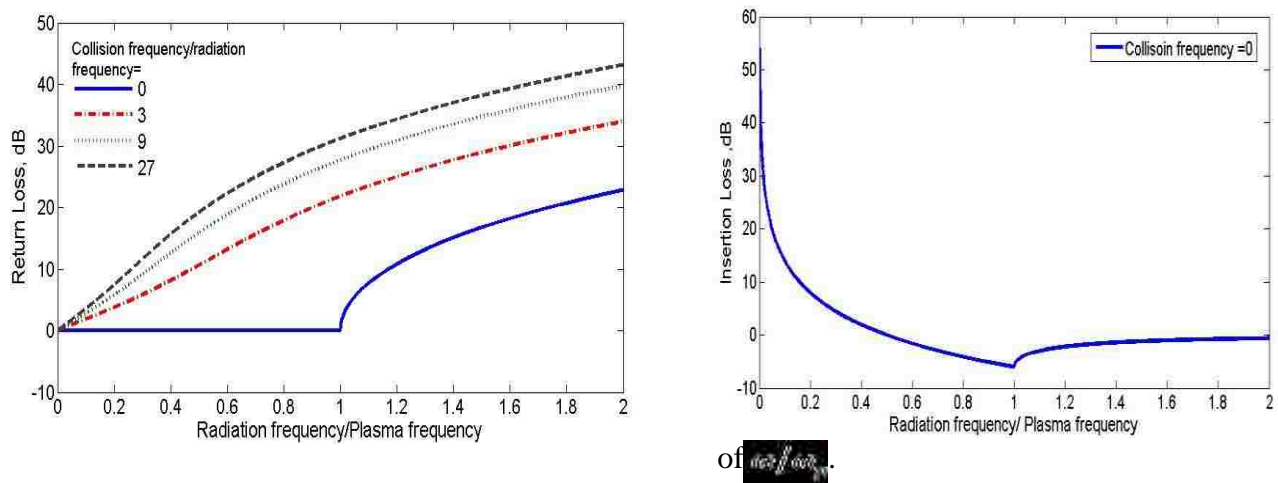 50
40
30
20
10
0
-10
Return Loss, dB
Collision frequency/radiation
frequency=
0
3
9
27
0 0.2 0.4 0.6 0.8 1 1.2 1.4 1.6 1.8 2
Radiation frequency/Plasma frequency
60
50
40
30
20
10
0
-10
Insertion Loss ,dB
Collisoin frequency =0
0 0.2 0.4 0.6 0.8 1 1.2 1.4 1.6 1.8 2
Radiation frequency/ Plasma frequency
of .